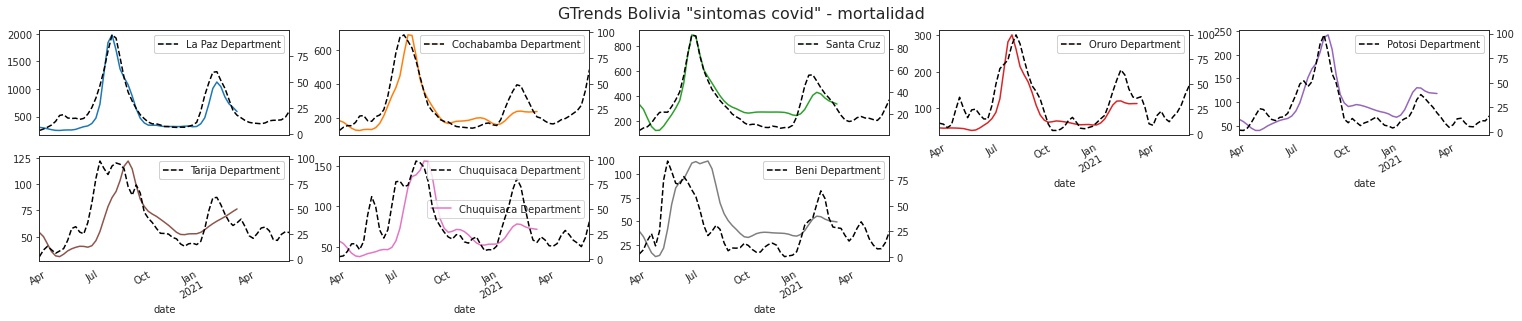 GTrends Bolivia "sintomas covid" - mortalidad
2000
1500
1000
500
La Paz Department
75
50
25
0
600
400
200
Cochabamba Department
100
75
50
25
800
600
400
200
Santa Cruz
80
60
40
20
300
200
100
Oruro Department
100
75
50
25
0
Apr
Jul
Oct
Jan
2021
Apr
date
250
200
150
100
50
Potosi Department
100
75
50
25
0
Apr
Jul
Oct
Jan
2021
Apr
date
125
100
75
50
Tarija Department
100
75
50
25
0
Apr
Jul
Oct
Jan
2021
Apr
date
150
100
50
Chuquisaca Department
Chuquisaca Department
100
75
50
25
0
Apr
Jul
Oct
Jan
2021
Apr
date
100
75
50
25
Beni Department
75
50
25
0
Apr
Jul
Oct
Jan
2021
Apr
date